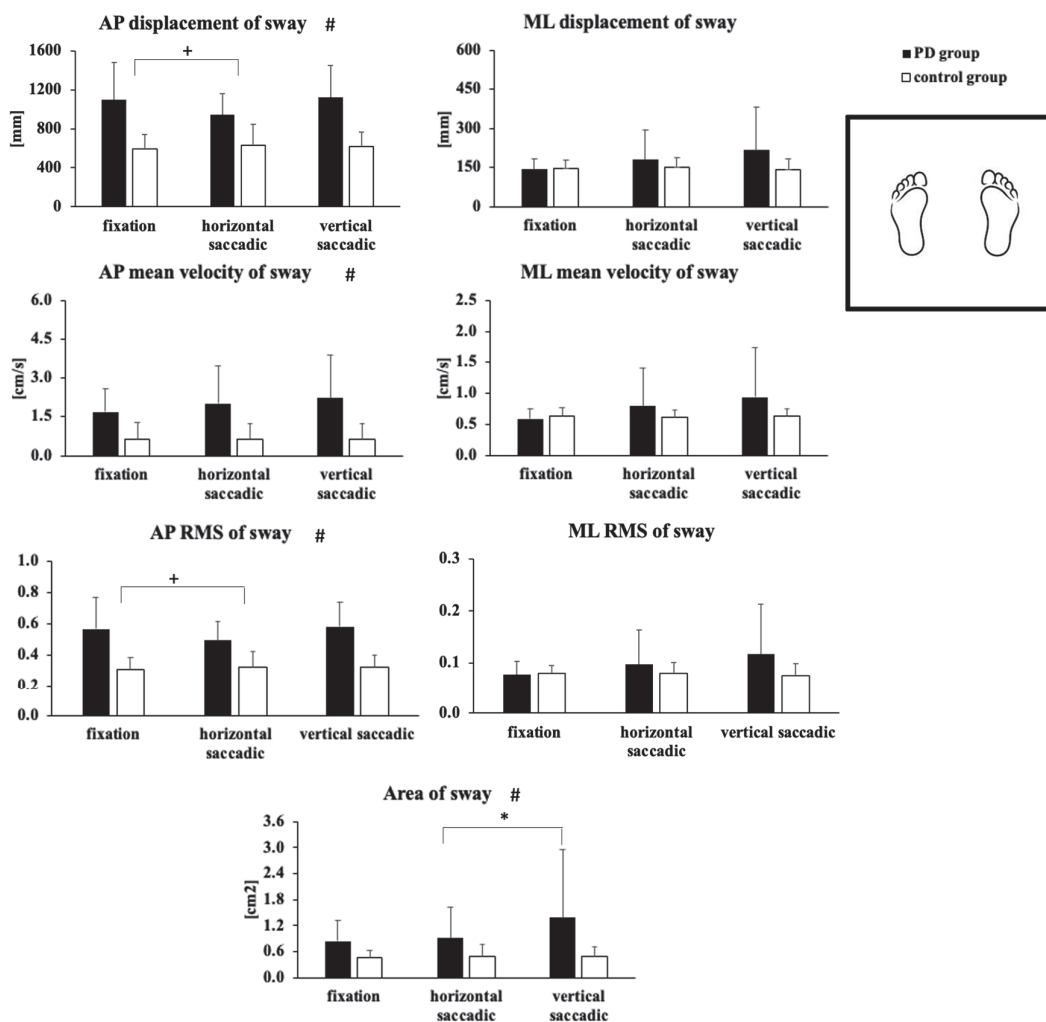 AP displacement of sway #
+
1600
1200
800
400
0
[mm]
fixation
horizontal
saccadic
vertical
saccadic
ML displacement of sway
600
450
300
150
0
[mm]
fixation
horizontal
saccadic
vertical
saccadic
PD group
control group
AP mean velocity of sway #
6.0
4.5
3.0
1.5
0.0
[cm/s]
fixation
horizontal
saccadic
vertical
saccadic
ML mean velocity of sway
2.5
2.0
1.5
1.0
0.5
0.0
[cm/s]
fixation
horizontal
saccadic
vertical
saccadic
AP RMS of sway #
+
1.0
0.8
0.6
0.4
0.2
0.0
fixation
horizontal
saccadic
vertical saccadic
ML RMS of sway
0.3
0.2
0.1
0.0
fixation
horizontal
saccadic
vertical saccadic
Area of sway #
*
3.6
3.0
2.4
1.8
1.2
0.6
0.0
[cm2]
fixation
horizontal
saccadic
vertical
saccadic